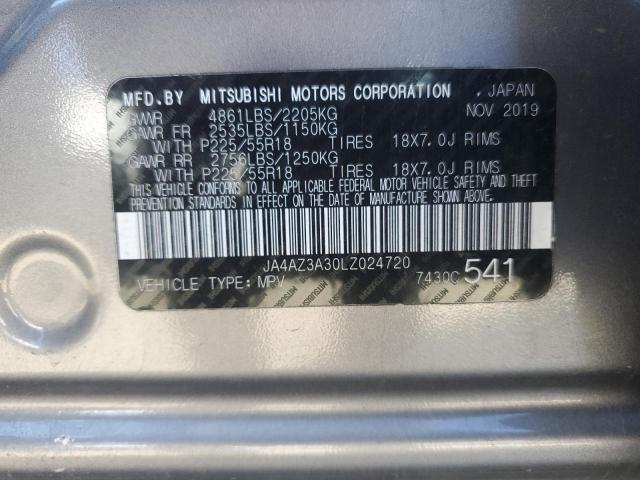 MFD.BY MITSUBISHI MOTORS CORPORATION , JAPAN
GVWR 4861LBS/2205KG NOV 2019
GAWR FR 2535LBS/1150KG
WITH P225/55R18 TIRES 18X7.0J RIMS
GAWR RR 2756LBS/1250KG
WITH P225/55R18 TIRES 18X7.0J RIMS
THIS VEHICLE CONFORMS TO ALL APPLICABLE FEDERAL MOTOR VEHICLE SAFETY AND THEFT
PREVENTION STANDARDS IN EFFECT ON THE DATE OF MANUFACTURE SHOWN ABOVE.
JA4AZ3A30LZ024720
VEHICLE TYPE: MPV 7430C 541